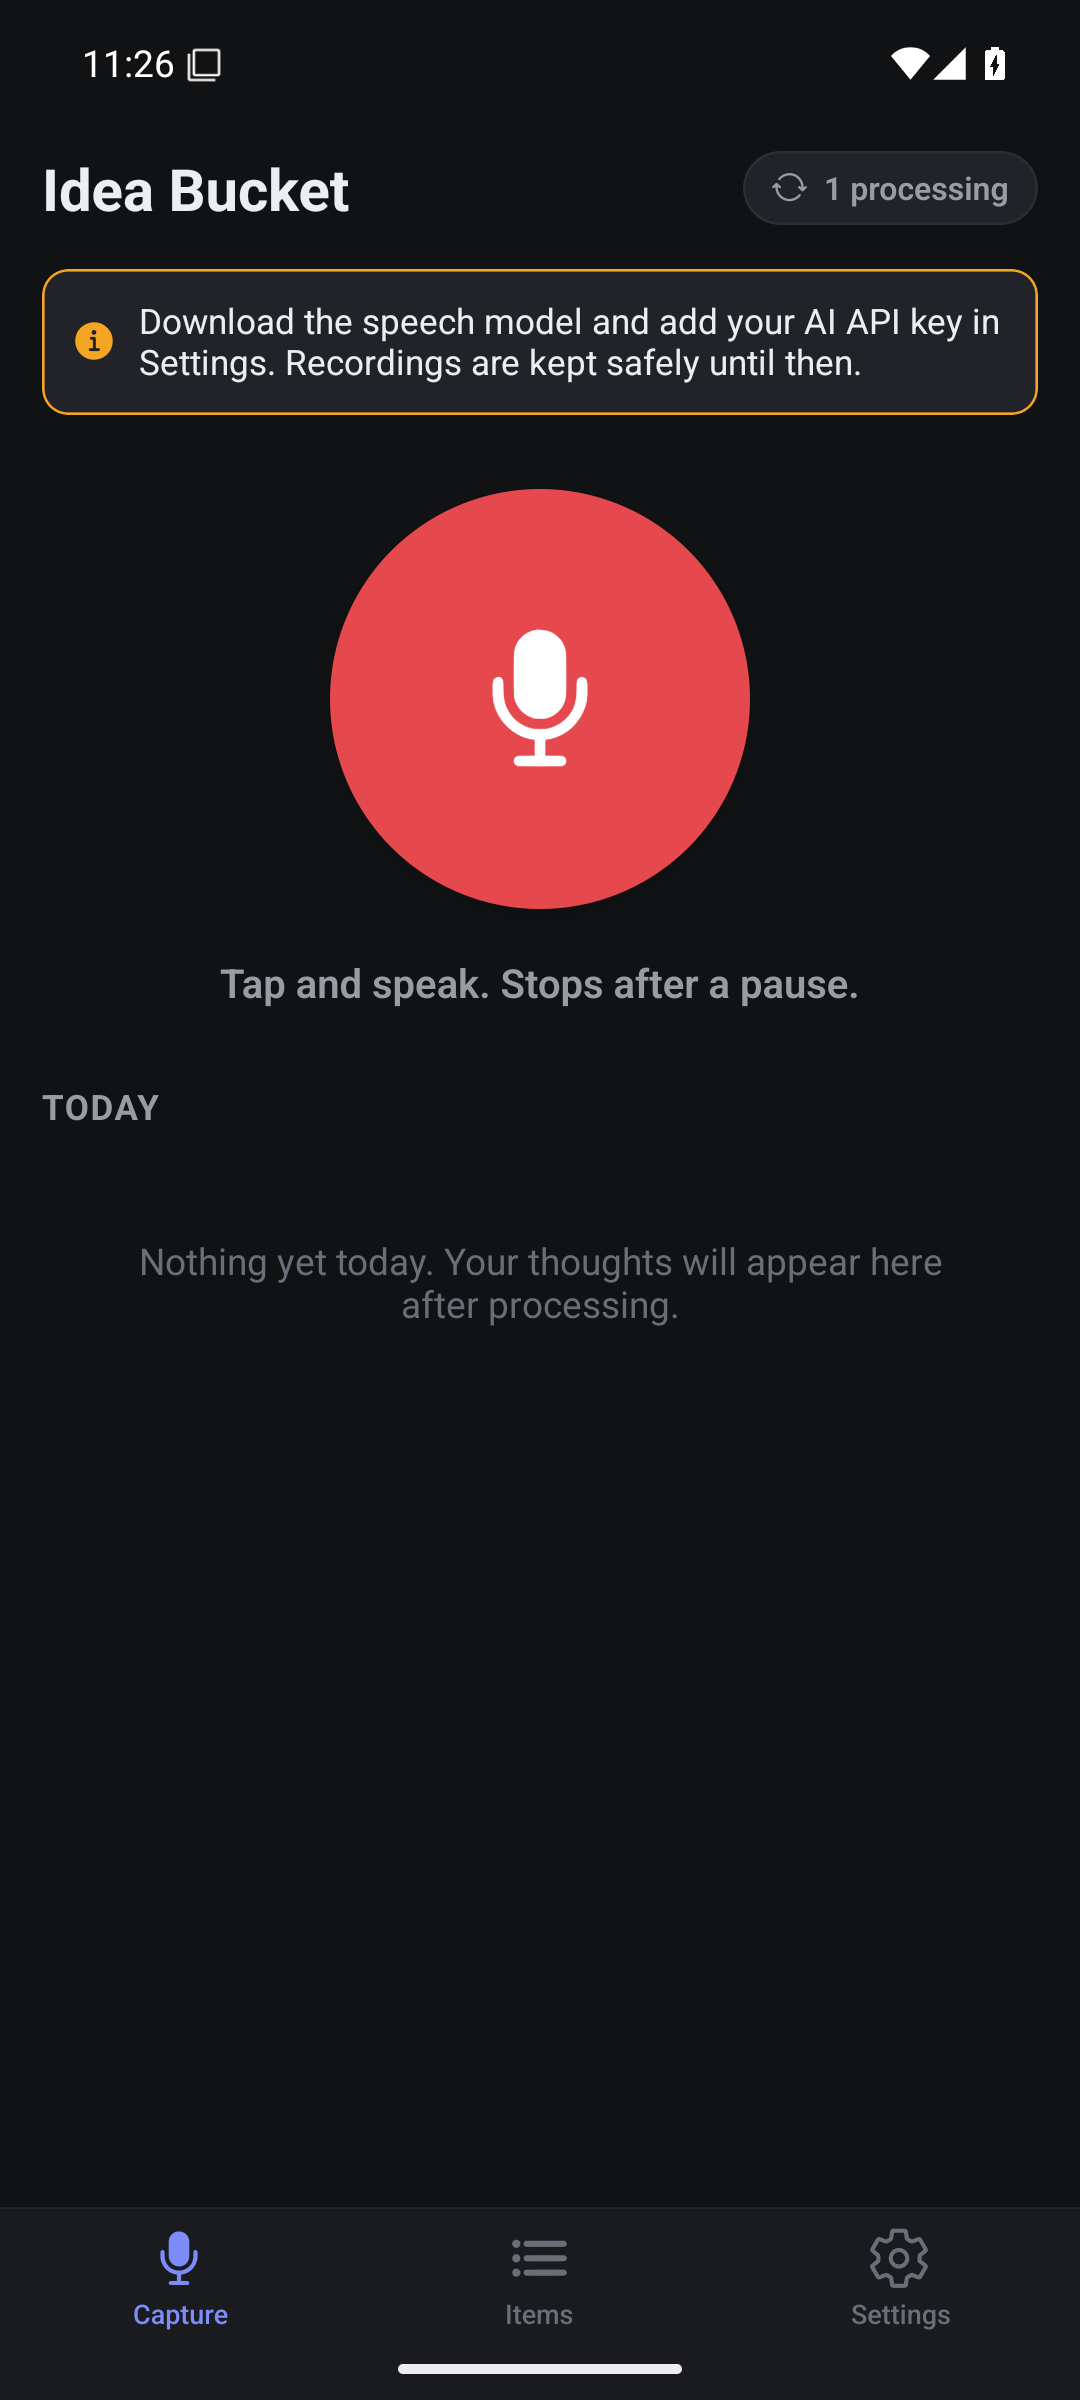 11:26
Idea Bucket
1 processing
Download the speech model and add your AI API key in
Settings. Recordings are kept safely until then.
Tap and speak. Stops after a pause.
TODAY
Nothing yet today. Your thoughts will appear here
after processing.
Capture
Items
Settings